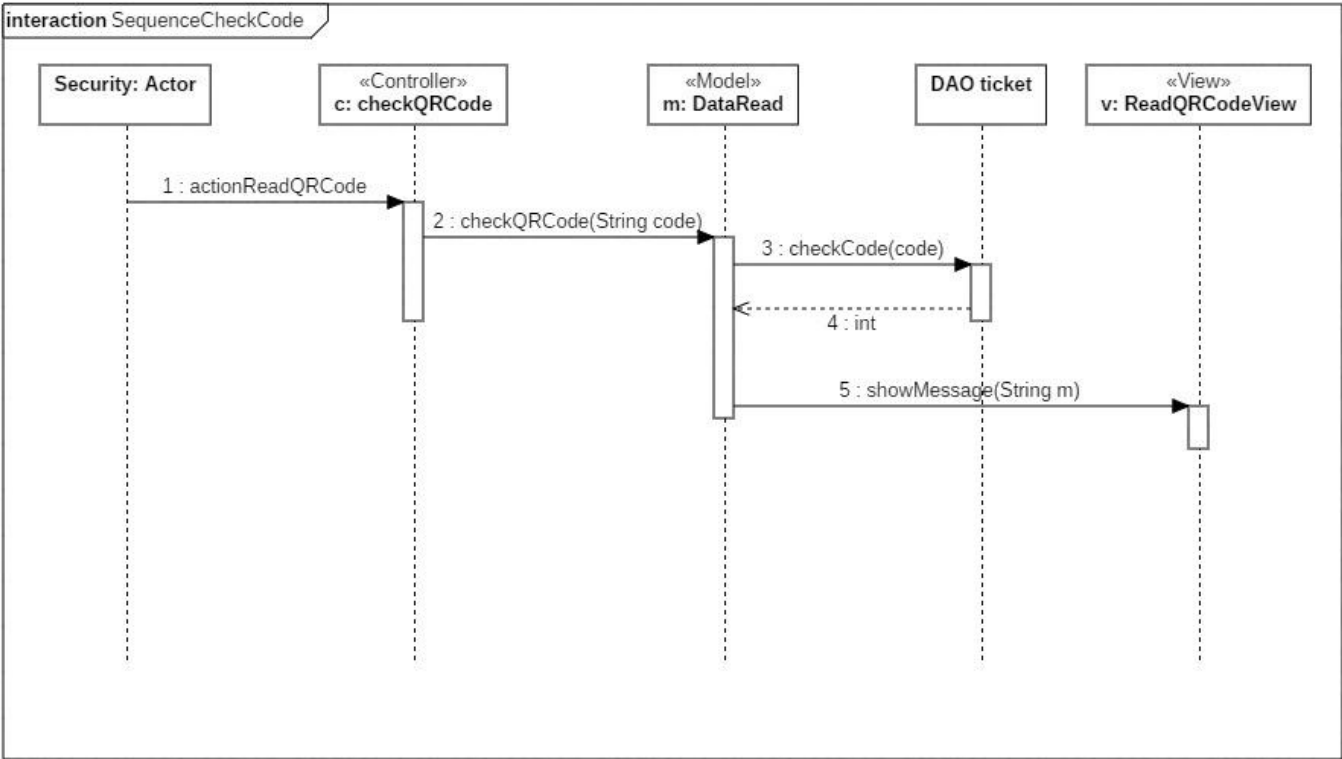 interaction SequenceCheckCode
Security: Actor
«Controller»
c: checkQRCode
«Model»
m: DataRead
DAO ticket
«View»
v: ReadQRCodeView
1 : actionReadQRCode
2 : checkQRCode(String code)
3 : checkCode(code)
4 : int
5 : showMessage(String m)